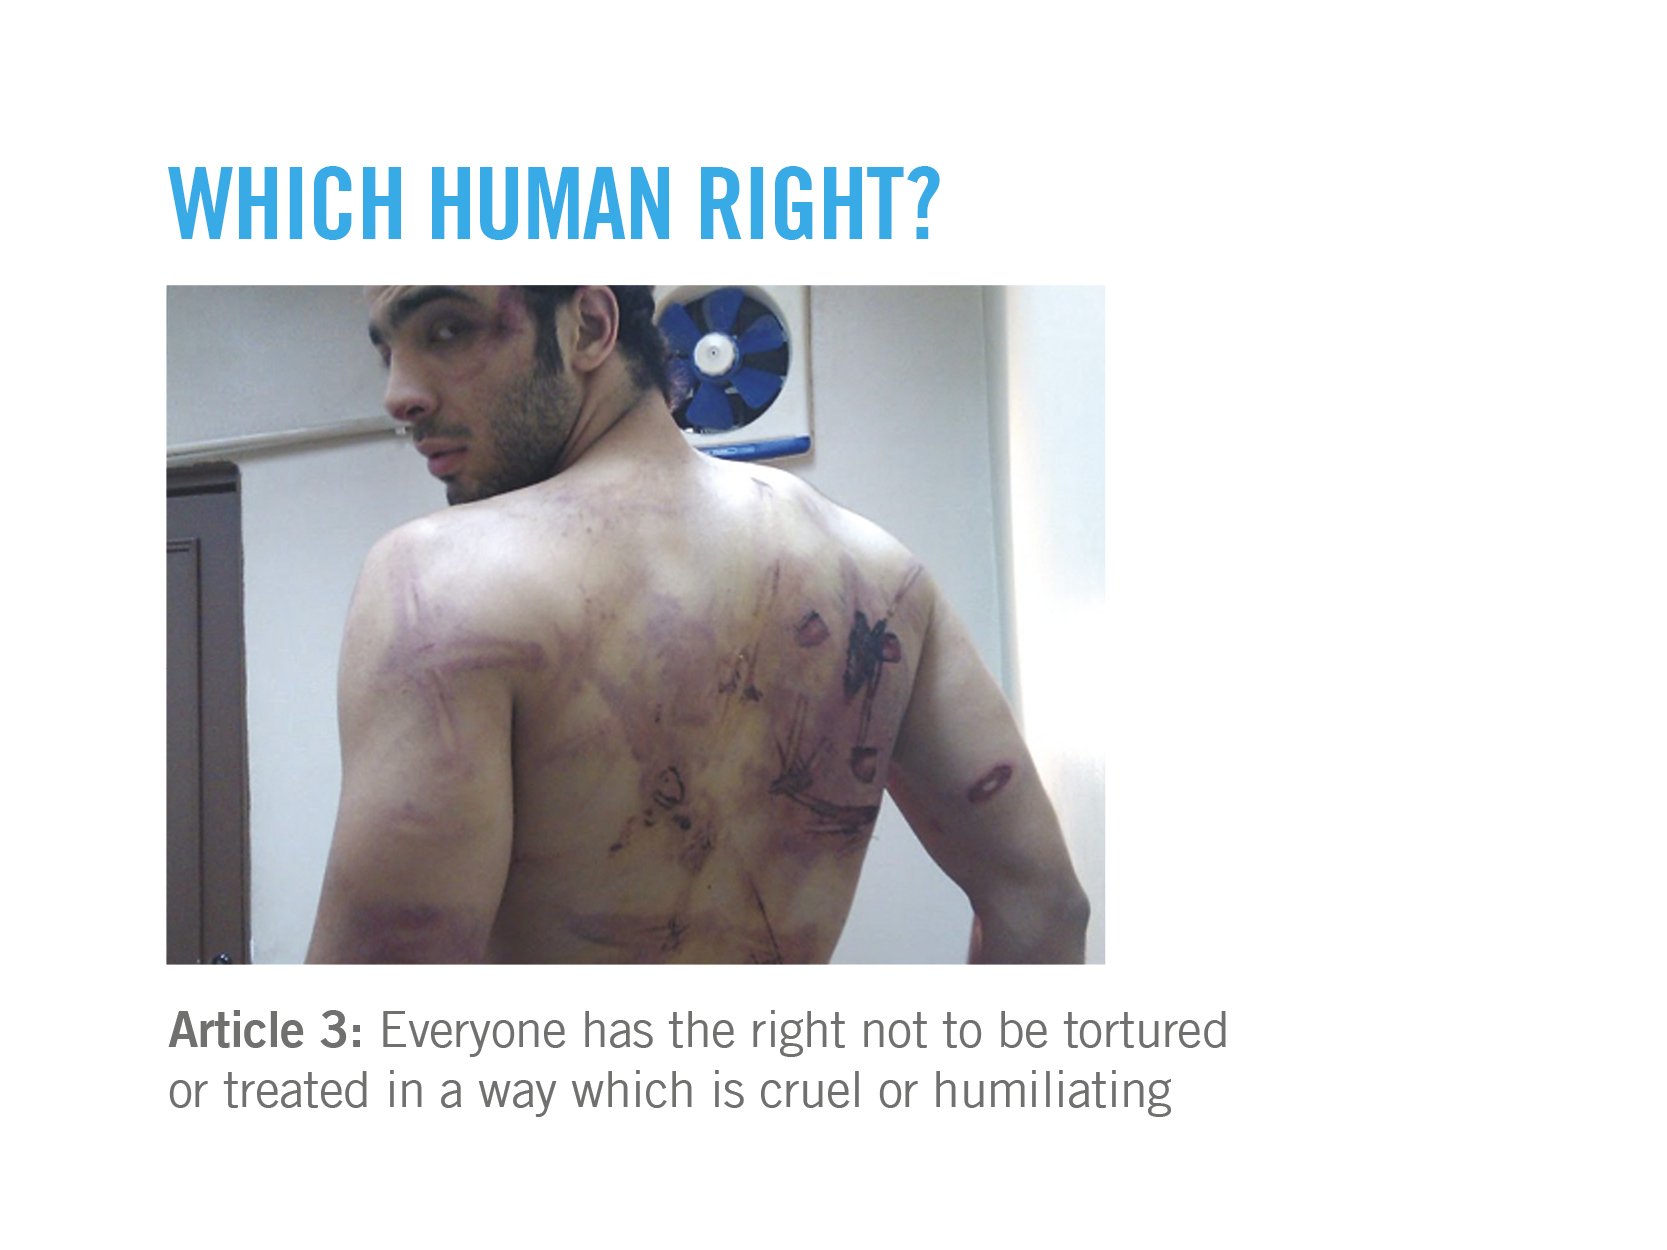 WHICH HUMAN RIGHT?
Article 3: Everyone has the right not to be tortured
or treated in a way which is cruel or humiliating